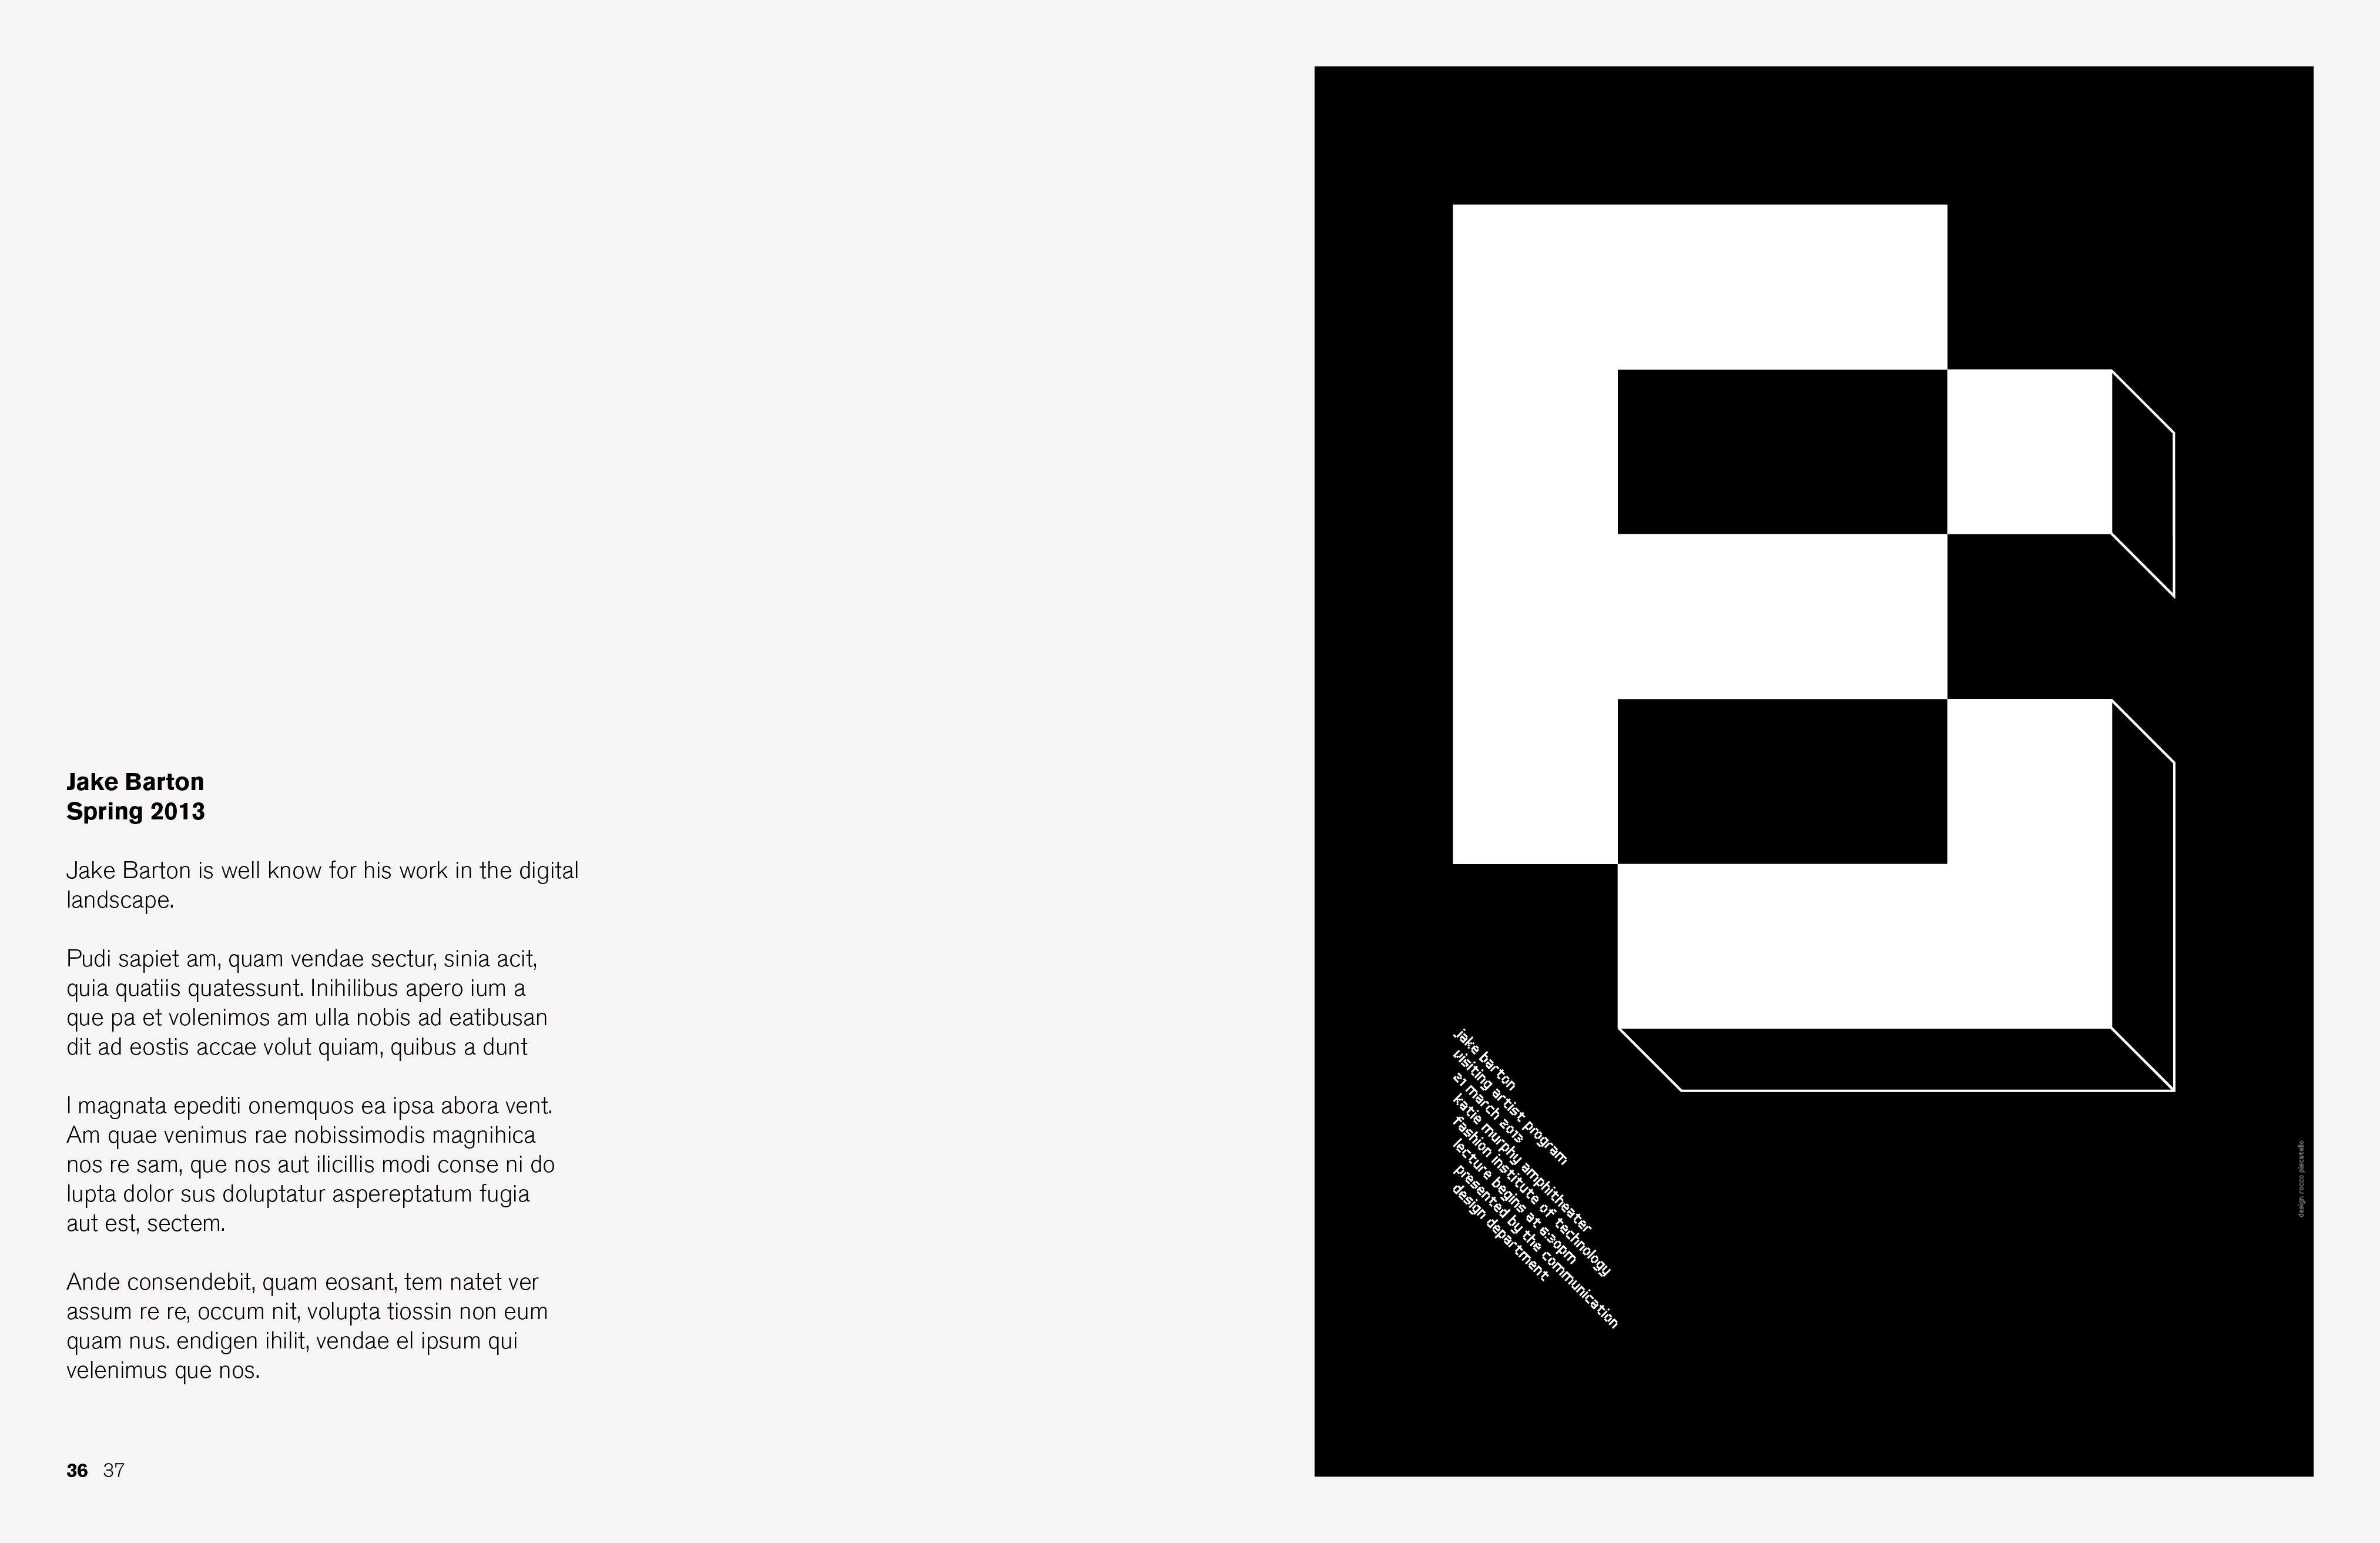 Jake Barton
Spring 2013
Jake Barton is well know for his work in the digital
landscape.
Pudi sapiet am, quam vendae sectur, sinia acit,
quia quatiis quatessunt. Inihilibus apero ium a
que pa et volenimos am ulla nobis ad eatibusan
dit ad eostis accae volut quiam, quibus a dunt
I magnata epediti onemquos ea ipsa abora vent.
Am quae venimus rae nobissimodis magnihica
nos re sam, que nos aut ilicillis modi conse ni do
lupta dolor sus doluptatur aspereptatum fugia
aut est, sectem.
Ande consendebit, quam eosant, tem natet ver
assum re re, occum nit, volupta tiossin non eum
quam nus. endigen ihilit, vendae el ipsum qui
velenimus que nos.
36 37
jake barton
visiting artist program
21 march 2013
katie murphy amphitheater
fashion institute of technology
lecture begins at 6:30pm
presented by the communication
design department
design rocco piscatello